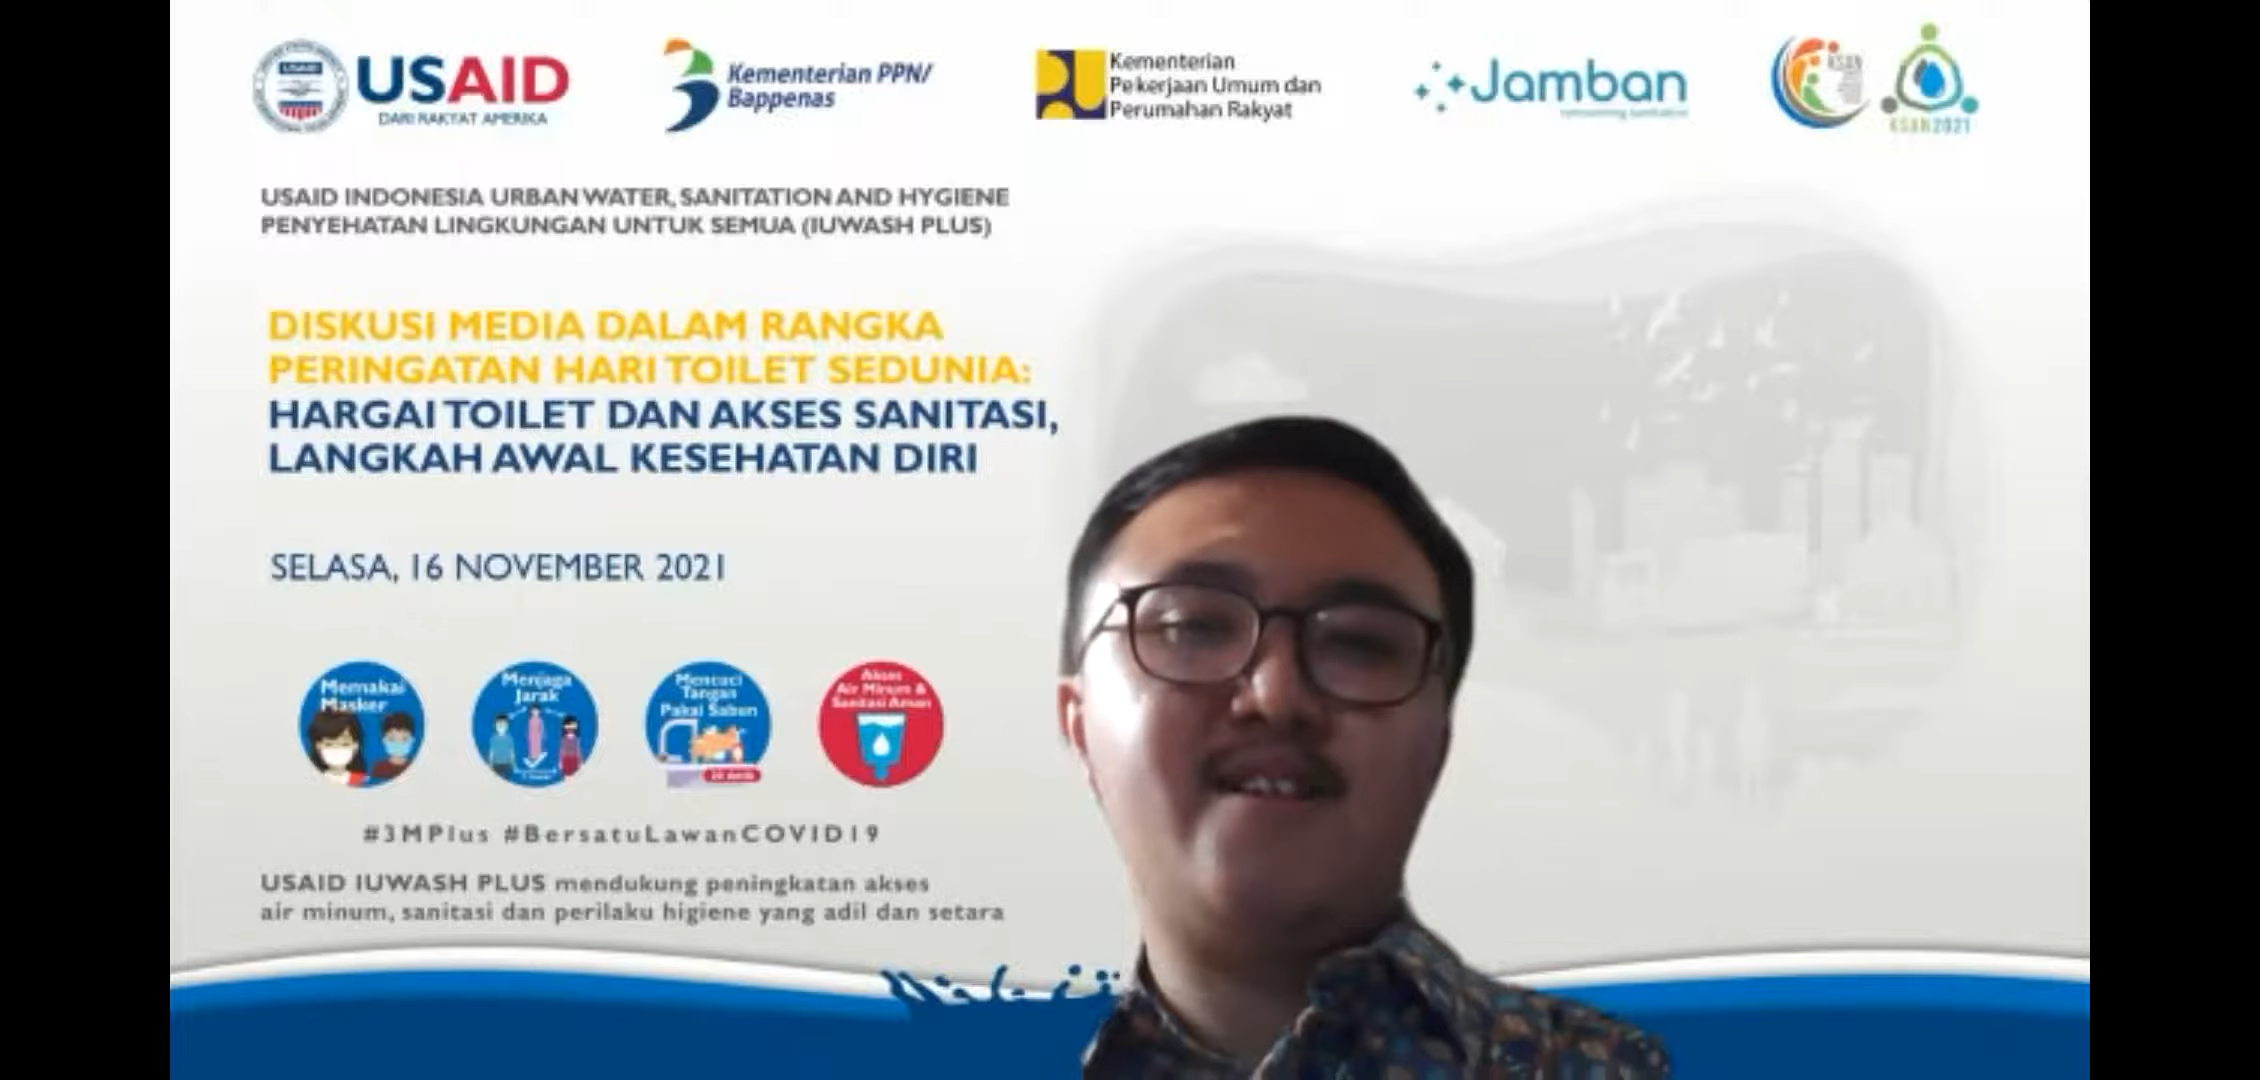 USAID
DARI RAKYAT AMERIKA
Kementerian PPN/
Bappenas
Kementerian
Pekerjaan Umum dan
Perumahan Rakyat
Jamban
KSAN
KSAN2021
USAID INDONESIA URBAN WATER, SANITATION AND HYGIENE
PENYEHATAN LINGKUNGAN UNTUK SEMUA (IUWASH PLUS)
DISKUSI MEDIA DALAM RANGKA
PERINGATAN HARI TOILET SEDUNIA:
HARGAI TOILET DAN AKSES SANITASI,
LANGKAH AWAL KESEHATAN DIRI
SELASA, 16 NOVEMBER 2021
Memakai
Masker
Menjaga
Jarak
Mencuci
Tangan
Pakai Sabun
20 detik
Akses
Air Minum &
Sanitasi Aman
#3MPlus #BersatuLawanCOVID19
USAID IUWASH PLUS mendukung peningkatan akses
air minum, sanitasi dan perilaku higiene yang adil dan setara